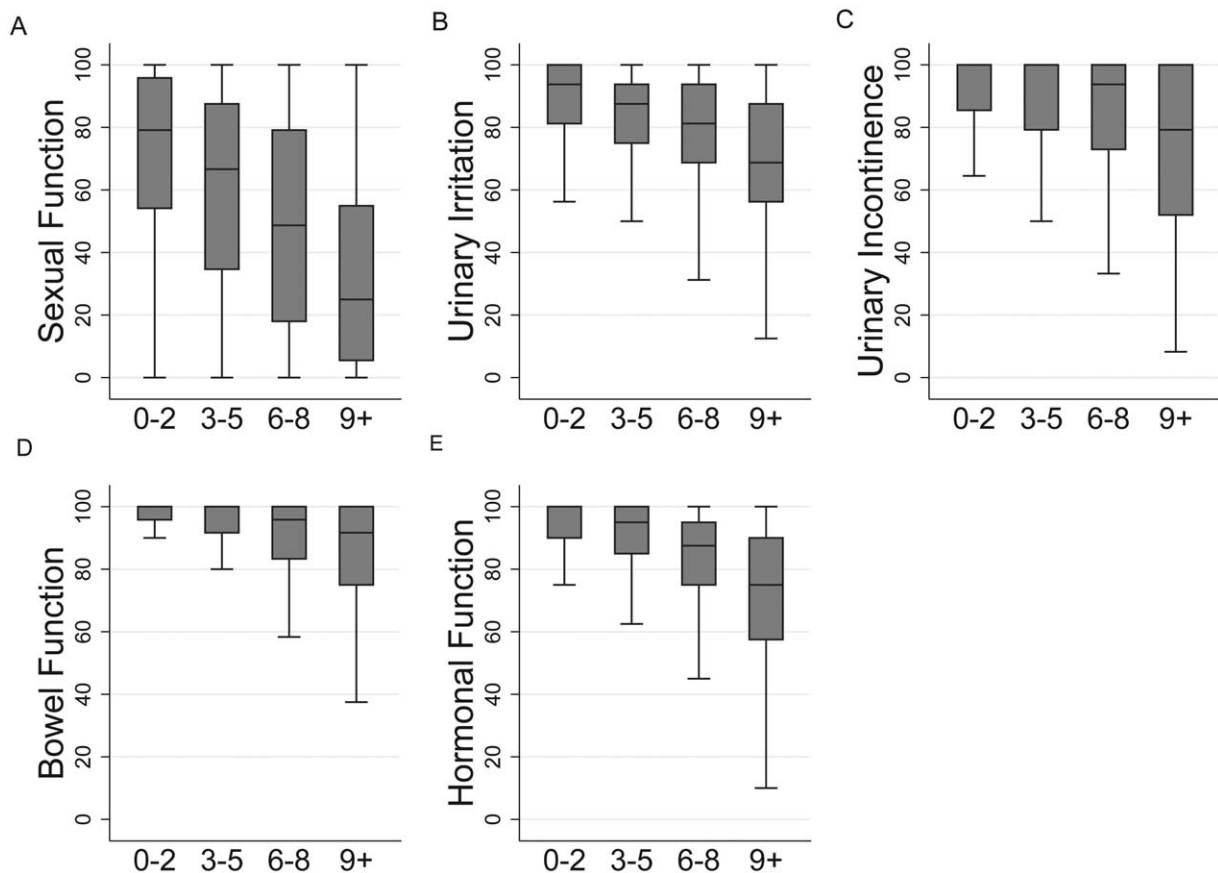 A
Sexual Function
0 20 40 60 80 100
0-2 3-5 6-8 9+
B
Urinary Irritation
0 20 40 60 80 100
0-2 3-5 6-8 9+
C
Urinary Incontinence
0 20 40 60 80 100
0-2 3-5 6-8 9+
D
Bowel Function
0 20 40 60 80 100
0-2 3-5 6-8 9+
E
Hormonal Function
0 20 40 60 80 100
0-2 3-5 6-8 9+